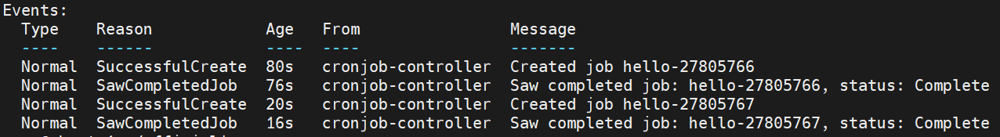 Events:
Type Reason Age From Message
---- ------ ---- ---- -------
Normal SuccessfulCreate 80s cronjob-controller Created job hello-27805766
Normal SawCompletedJob 76s cronjob-controller Saw completed job: hello-27805766, status: Complete
Normal SuccessfulCreate 20s cronjob-controller Created job hello-27805767
Normal SawCompletedJob 16s cronjob-controller Saw completed job: hello-27805767, status: Complete